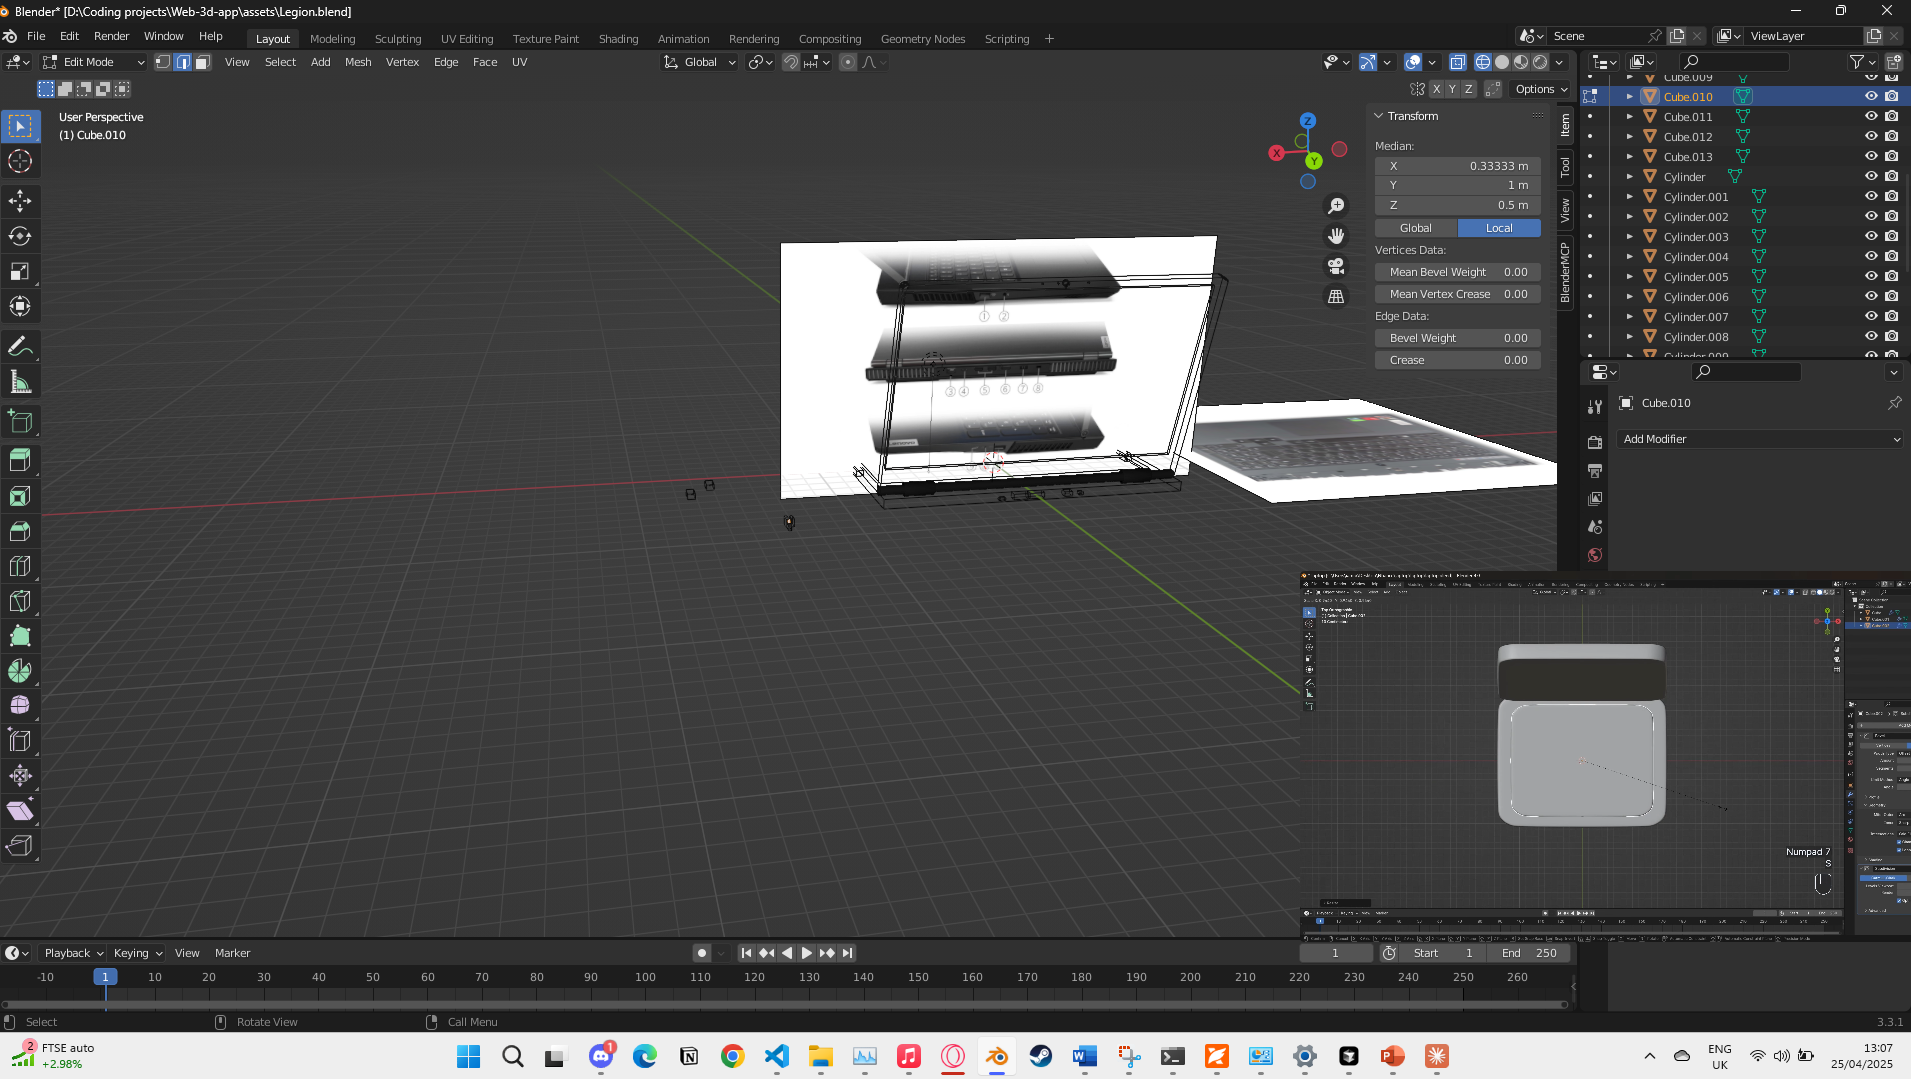 Blender* [D:\Coding projects\Web-3d-app\assets\Legion.blend]
File Edit Render Window Help Layout Modeling Sculpting UV Editing Texture Paint Shading Animation Rendering Compositing Geometry Nodes Scripting + Scene ViewLayer
Edit Mode View Select Add Mesh Vertex Edge Face UV Global
X Y Z Options
User Perspective
(1) Cube.010
Z
X
Y
Transform
Median:
X 0.33333 m
Y 1 m
Z 0.5 m
Global Local
Vertices Data:
Mean Bevel Weight 0.00
Mean Vertex Crease 0.00
Edge Data:
Bevel Weight 0.00
Crease 0.00
Item
Tool
View
BlenderMCP
Cube.009
Cube.010
Cube.011
Cube.012
Cube.013
Cylinder
Cylinder.001
Cylinder.002
Cylinder.003
Cylinder.004
Cylinder.005
Cylinder.006
Cylinder.007
Cylinder.008
Cylinder.009
Cube.010
Add Modifier
1 2
3 4 5 6 7 8
Numpad 7
S
Playback Keying View Marker
1 Start 1 End 250
-10 1 10 20 30 40 50 60 70 80 90 100 110 120 130 140 150 160 170 180 190 200 210 220 230 240 250 260
Select Rotate View Call Menu 3.3.1
2 FTSE auto
+2.98%
1
ENG
UK
13:07
25/04/2025